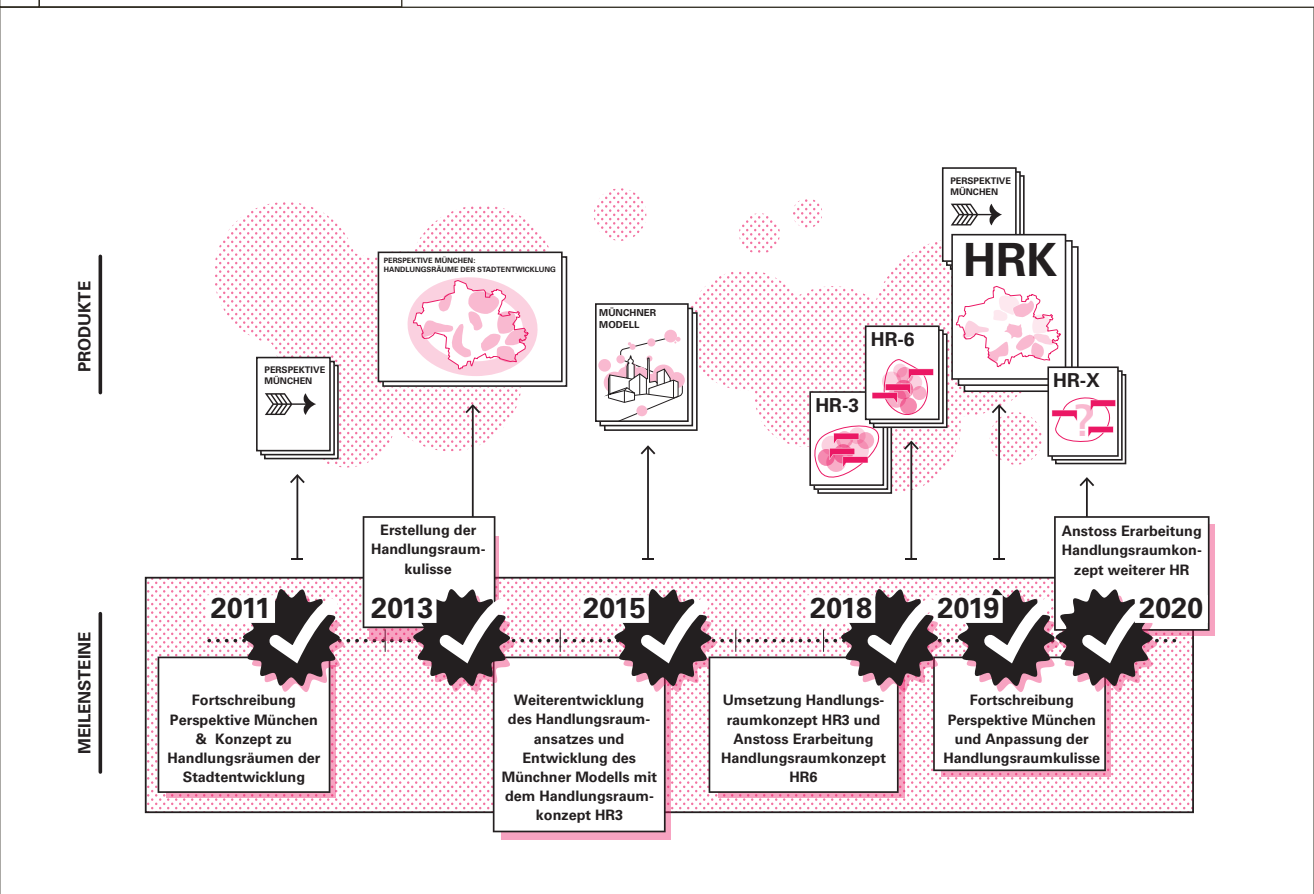 PRODUKTE
PERSPEKTIVE
MÜNCHEN
PERSPEKTIVE MÜNCHEN:
HANDLUNGSRÄUME DER STADTENTWICKLUNG
MÜNCHNER
MODELL
HR-3
HR-6
PERSPEKTIVE
MÜNCHEN
HRK
HR-X
?
MEILENSTEINE
2011
Fortschreibung
Perspektive München
& Konzept zu
Handlungsräumen der
Stadtentwicklung
Erstellung der
Handlungsraum-
kulisse
2013
2015
Weiterentwicklung
des Handlungsraum-
ansatzes und
Entwicklung des
Münchner Modells mit
dem Handlungsraum-
konzept HR3
2018
Umsetzung Handlungs-
raumkonzept HR3 und
Anstoss Erarbeitung
Handlungsraumkonzept
HR6
2019
Fortschreibung
Perspektive München
und Anpassung der
Handlungsraumkulisse
Anstoss Erarbeitung
Handlungsraumkon-
zept weiterer HR
2020